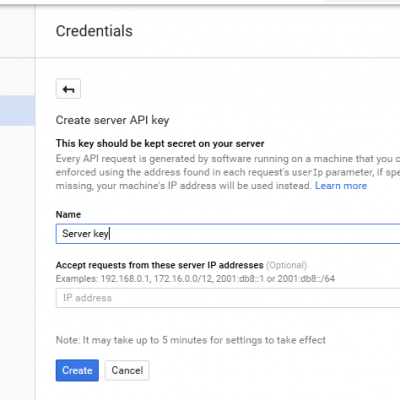 Credentials
Create server API key
This key should be kept secret on your server
Every API request is generated by software running on a machine that you
enforced using the address found in each request's userIp parameter, if
missing, your machine's IP address will be used instead. Learn more
Name
Server key
Accept requests from these server IP addresses (Optional)
Examples: 192.168.0.1, 172.16.0.0/12, 2001:db8::1 or 2001:db8::/64
IP address
Note: It may take up to 5 minutes for settings to take effect
Create
Cancel